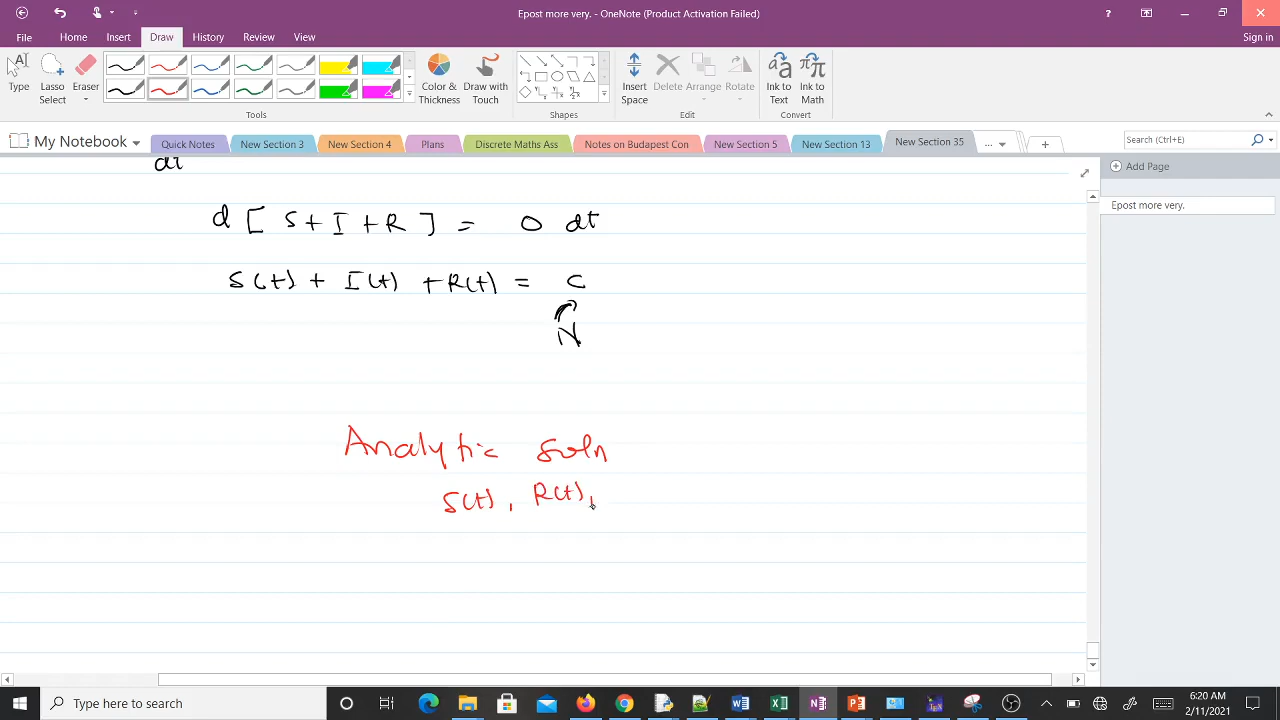 Epost more very. - OneNote (Product Activation Failed)
File Home Insert Draw History Review View Sign in
Type Lasso Select Eraser Color & Thickness Draw with Touch Insert Space Delete Arrange Rotate Ink to Text Ink to Math
Tools Shapes Edit Convert
My Notebook Quick Notes New Section 3 New Section 4 Plans Discrete Maths Ass Notes on Budapest Con New Section 5 New Section 13 New Section 35 ... Search (Ctrl+E)
Add Page
Epost more very.
dt
d [ S + I + R ] = 0 dt
S(t) + I(t) + R(t) = C
N
Analytic soln
S(t), R(t),
Type here to search
6:20 AM
2/11/2021